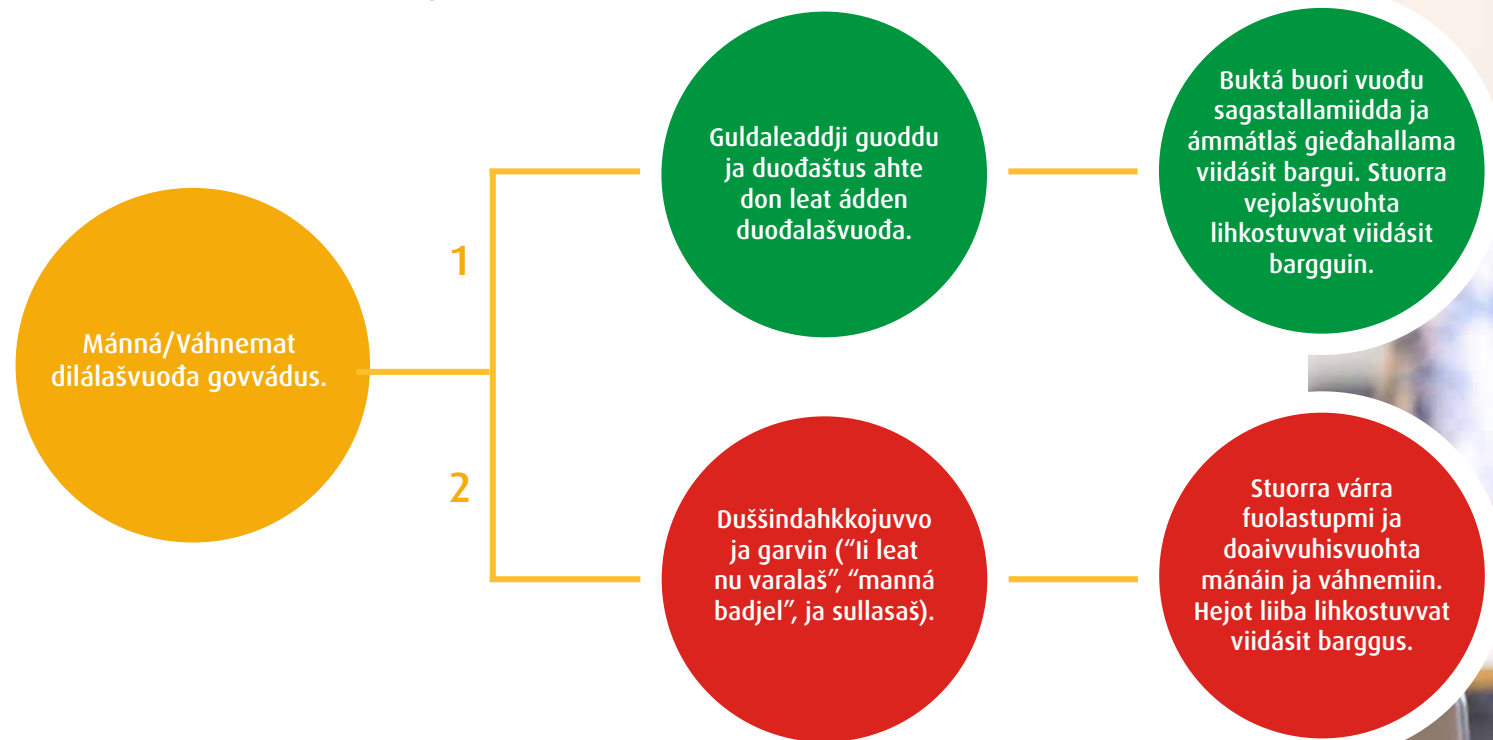 Mánná/Váhnemat
dilálašvuođa govvádus.
1
Guldaleaddji guoddu
ja duođaštus ahte
don leat ádden
duođalašvuođa.
Buktá buori vuođu
sagastallamiidda ja
ámmátlaš gieđahallama
viidásit bargui. Stuorra
vejolašvuohta
lihkostuvvat viidásit
bargguin.
2
Duššindahkkojuvvo
ja garvin (“Ii leat
nu varalaš”, “manná
badjel”, ja sullasaš).
Stuorra várra
fuolastupmi ja
doaivvuhisvuohta
mánáin ja váhnemiin.
Hejot liiba lihkostuvvat
viidásit barggus.